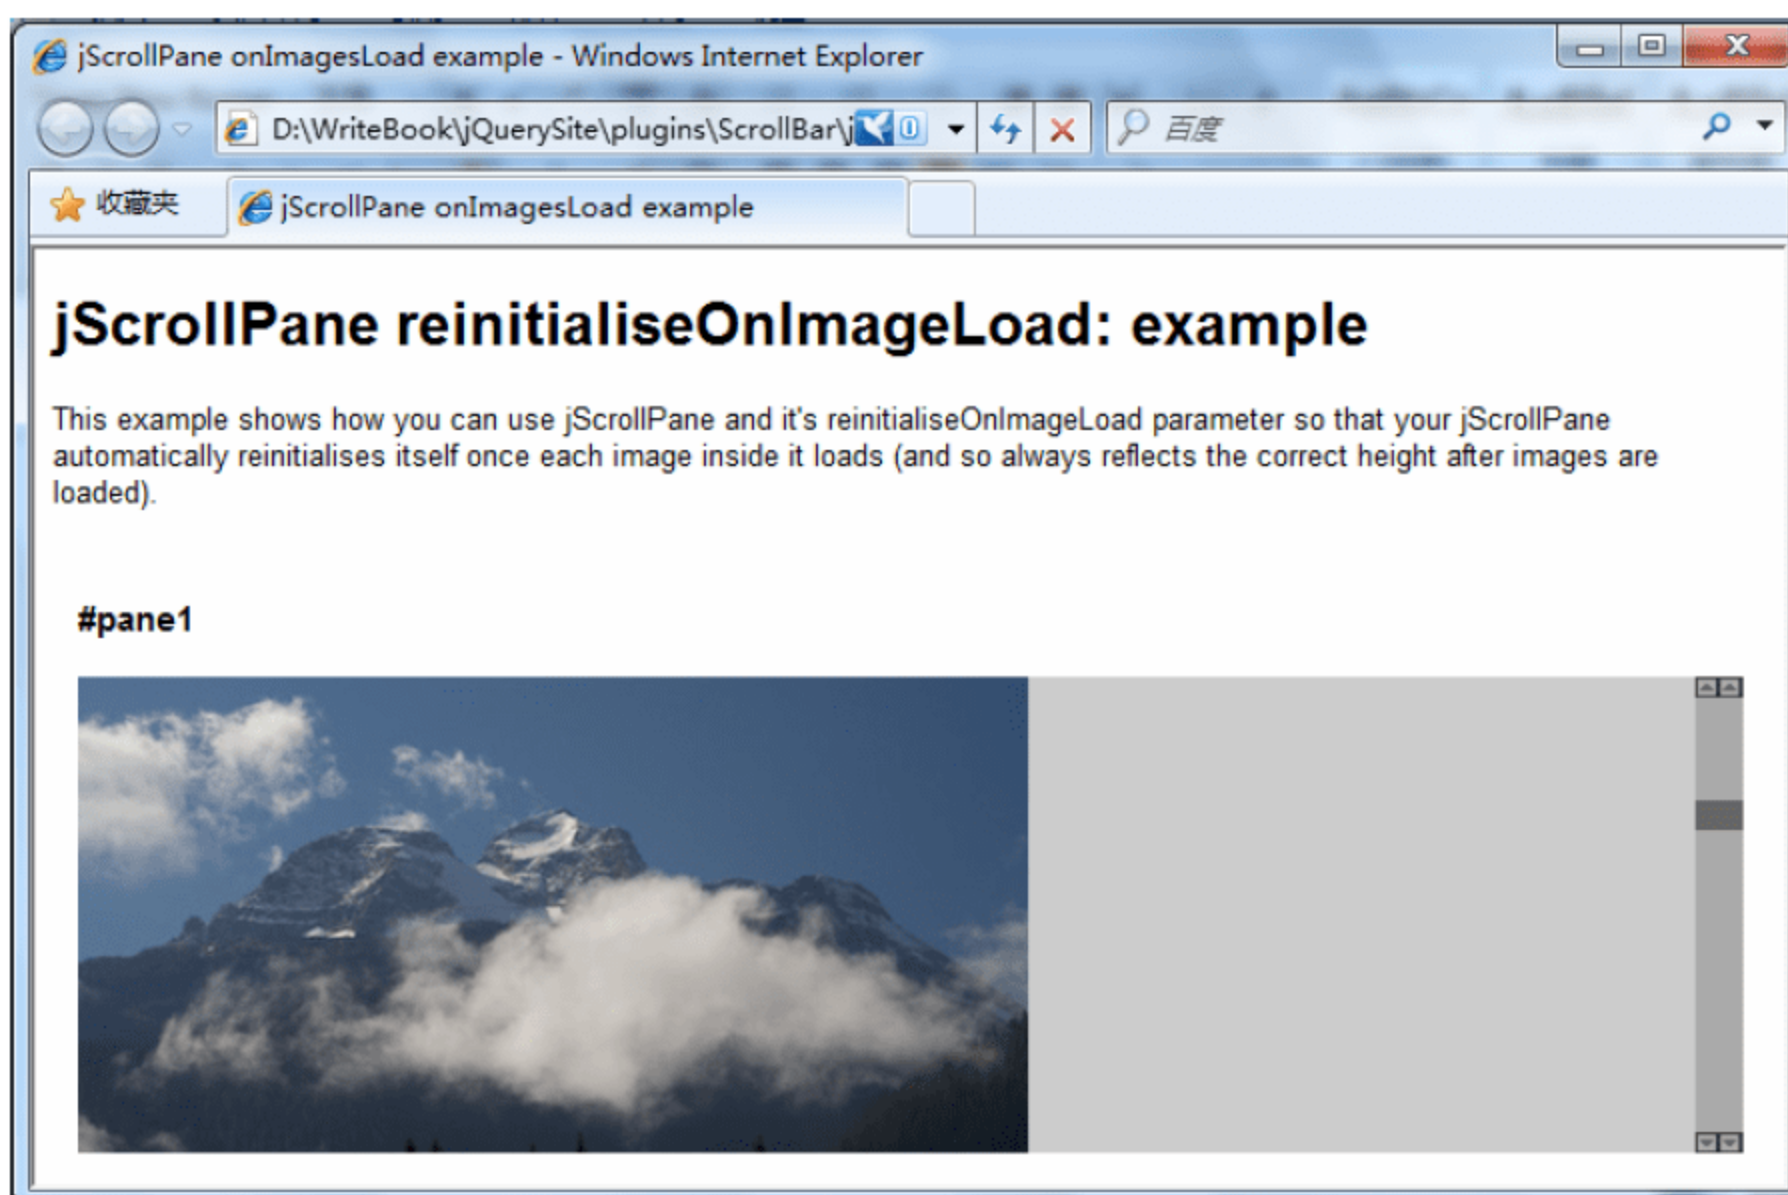 jScrollPane onImagesLoad example - Windows Internet Explorer
D:\WriteBook\jQuerySite\plugins\ScrollBar\j 0 百度
收藏夹 jScrollPane onImagesLoad example
jScrollPane reinitialiseOnImageLoad: example
This example shows how you can use jScrollPane and it's reinitialiseOnImageLoad parameter so that your jScrollPane
automatically reinitialises itself once each image inside it loads (and so always reflects the correct height after images are
loaded).
#pane1